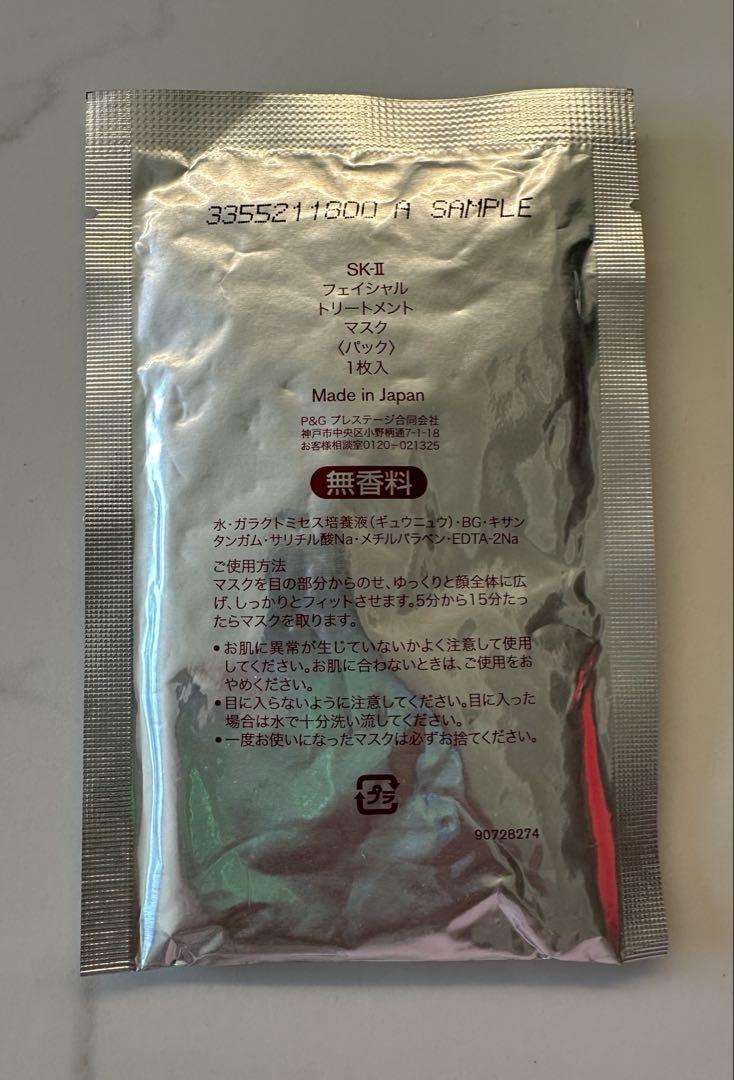 3355211800 A SAMPLE
SK-II
フェイシャル
トリートメント
マスク
〈パック〉
1枚入
Made in Japan
P&G プレステージ合同会社
神戸市中央区小野柄通7-1-18
お客様相談室0120-021325
無香料
水・ガラクトミセス培養液(ギュウニュウ)・BG・キサン
タンガム・サリチル酸Na・メチルパラベン・EDTA-2Na
ご使用方法
マスクを目の部分からのせ、ゆっくりと顔全体に広
げ、しっかりとフィットさせます。5分から15分たっ
たらマスクを取ります。
•お肌に異常が生じていないかよく注意して使用
してください。お肌に合わないときは、ご使用をお
やめください。
•目に入らないように注意してください。目に入った
場合は水で十分洗い流してください。
•一度お使いになったマスクは必ずお捨てください。
プラ
90728274